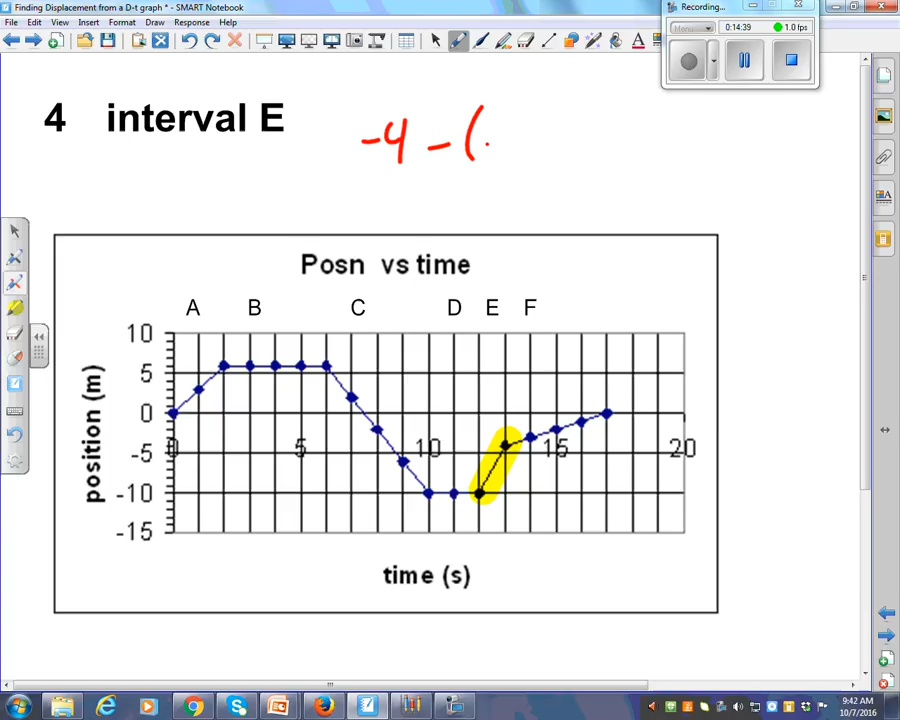 Finding Displacement from a D-t graph * - SMART Notebook
Recording...
File Edit View Insert Format Draw Response Help
Menu
0:14:39
1.0 fps
4 interval E
-4 - (
Posn vs time
A B C D E F
10
5
0
-5
-10
-15
0 5 10 15 20
position (m)
time (s)
9:42 AM
10/7/2016